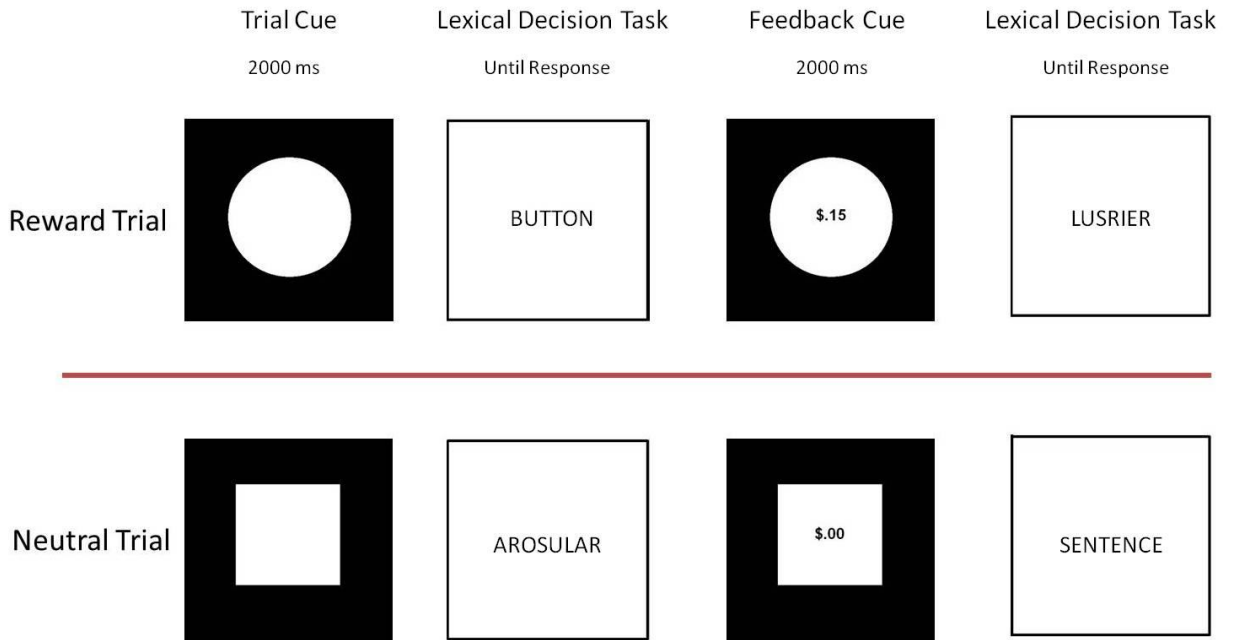 Trial Cue
Lexical Decision Task
Feedback Cue
Lexical Decision Task
2000 ms
Until Response
2000 ms
Until Response
Reward Trial
BUTTON
$.15
LUSRIER
Neutral Trial
AROSULAR
$.00
SENTENCE